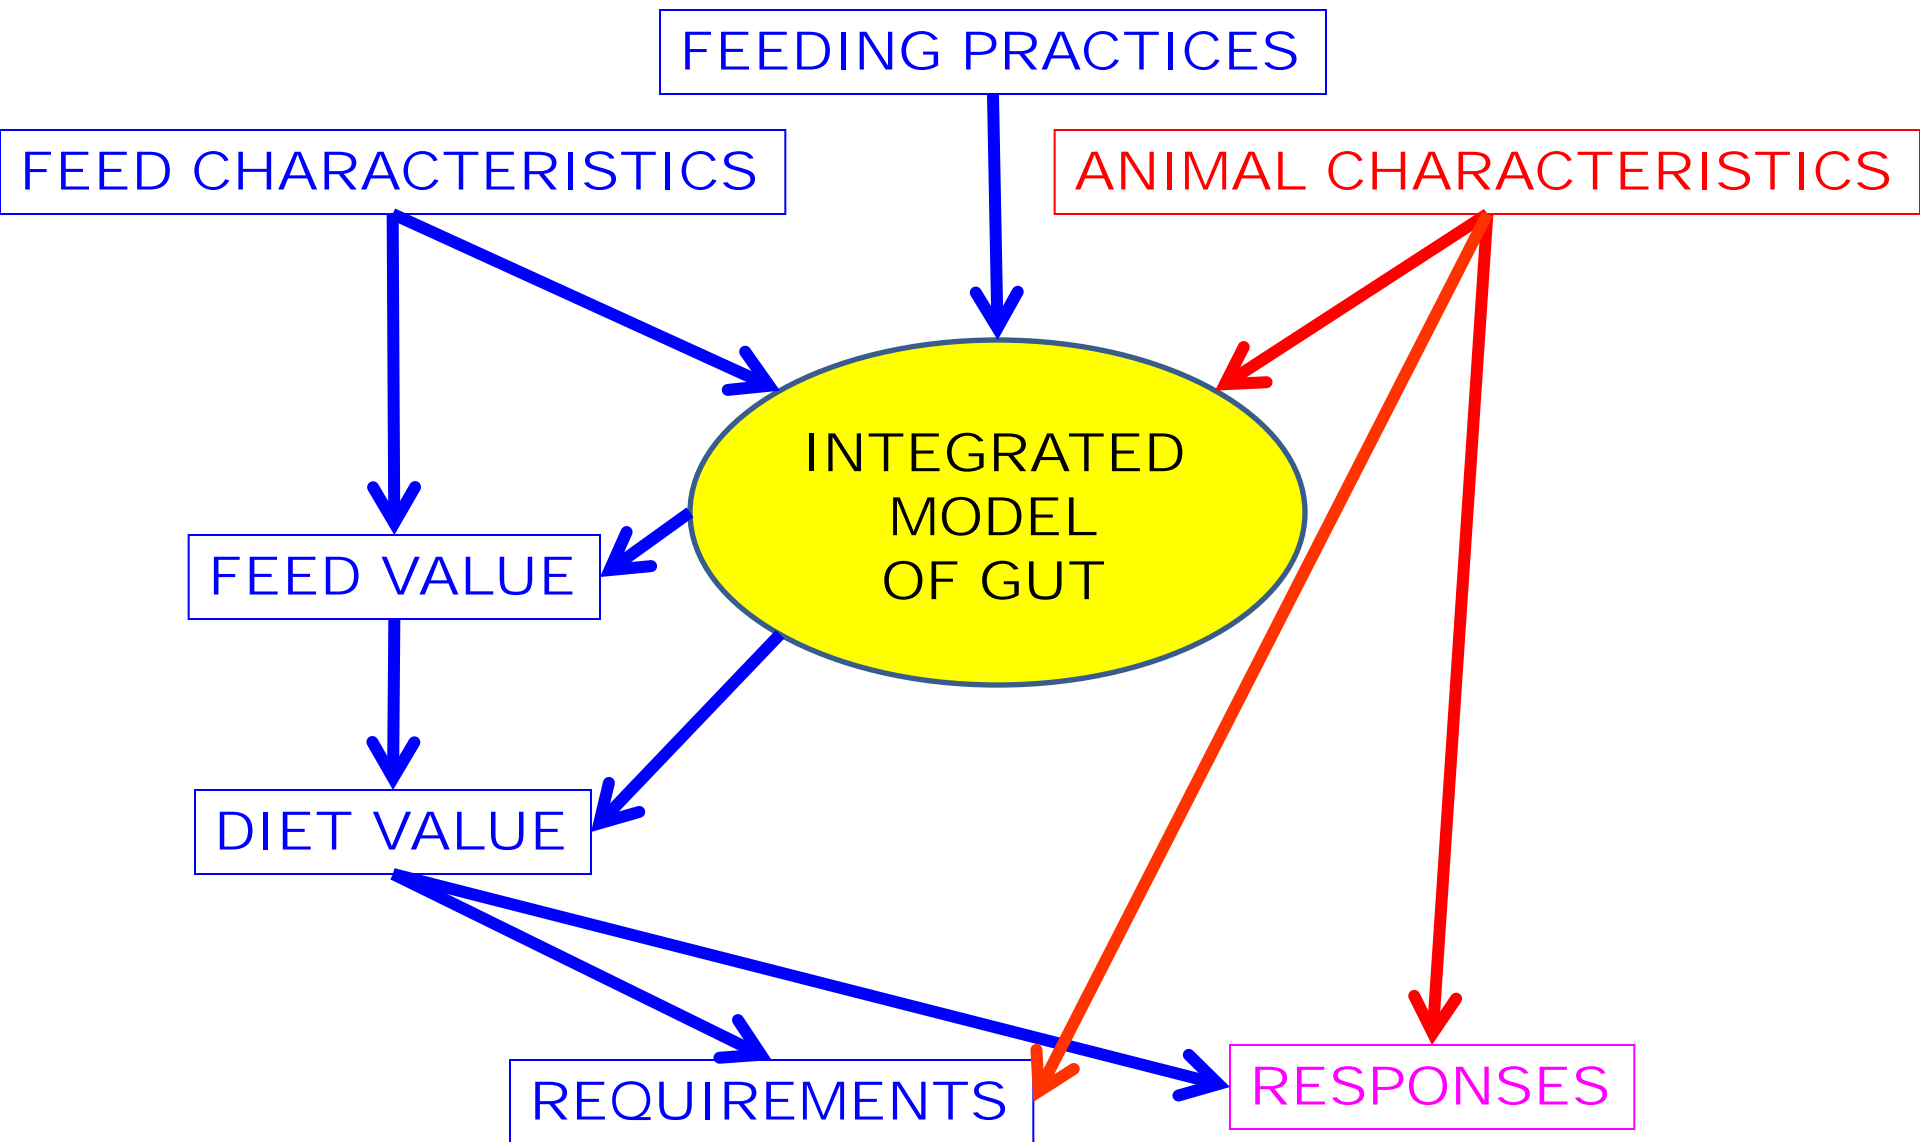 FEEDING PRACTICES
FEED CHARACTERISTICS
ANIMAL CHARACTERISTICS
INTEGRATED
MODEL
OF GUT
FEED VALUE
DIET VALUE
REQUIREMENTS
RESPONSES